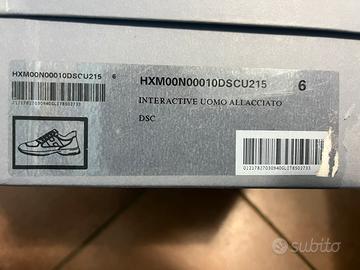 HXM00N00010DSCU215 6
HXM00N00010DSCU215 6
INTERACTIVE UOMO ALLACCIATO
DSC
subito